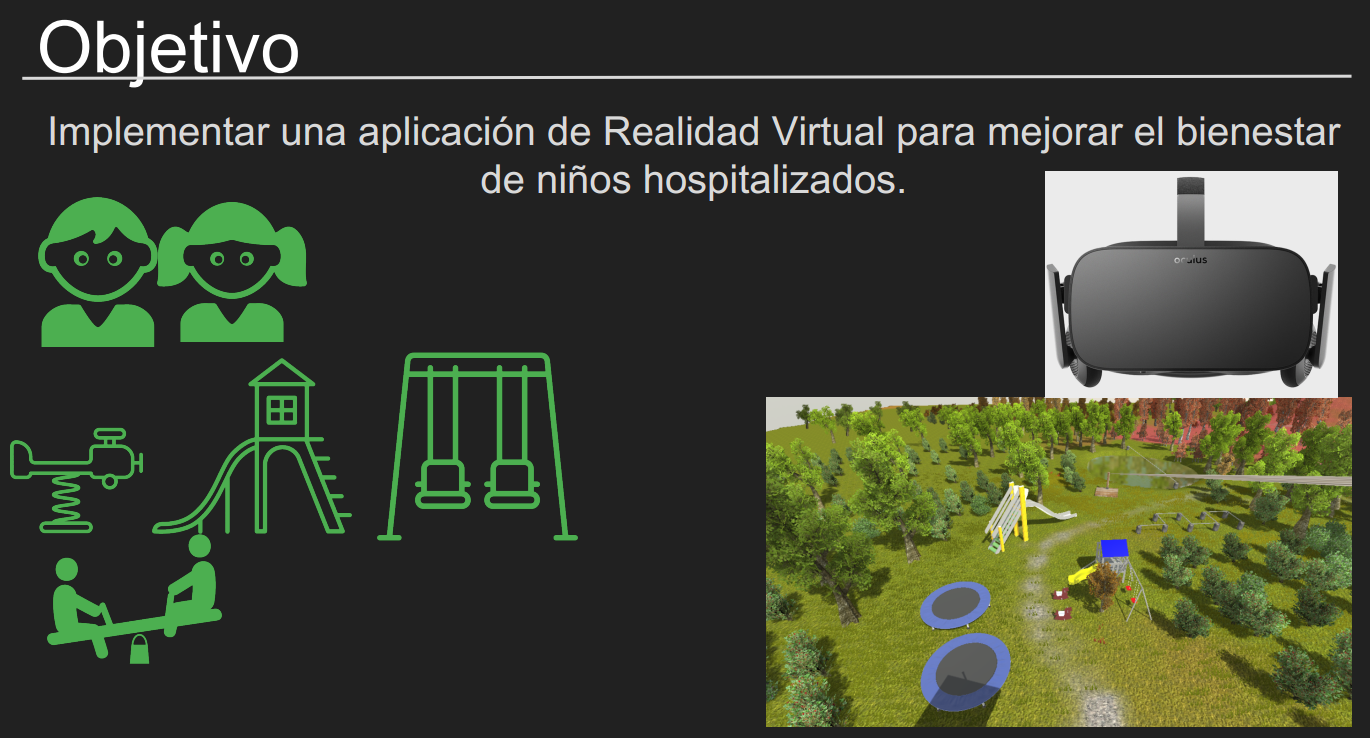 Objetivo
Implementar una aplicación de Realidad Virtual para mejorar el bienestar
de niños hospitalizados.
oculus